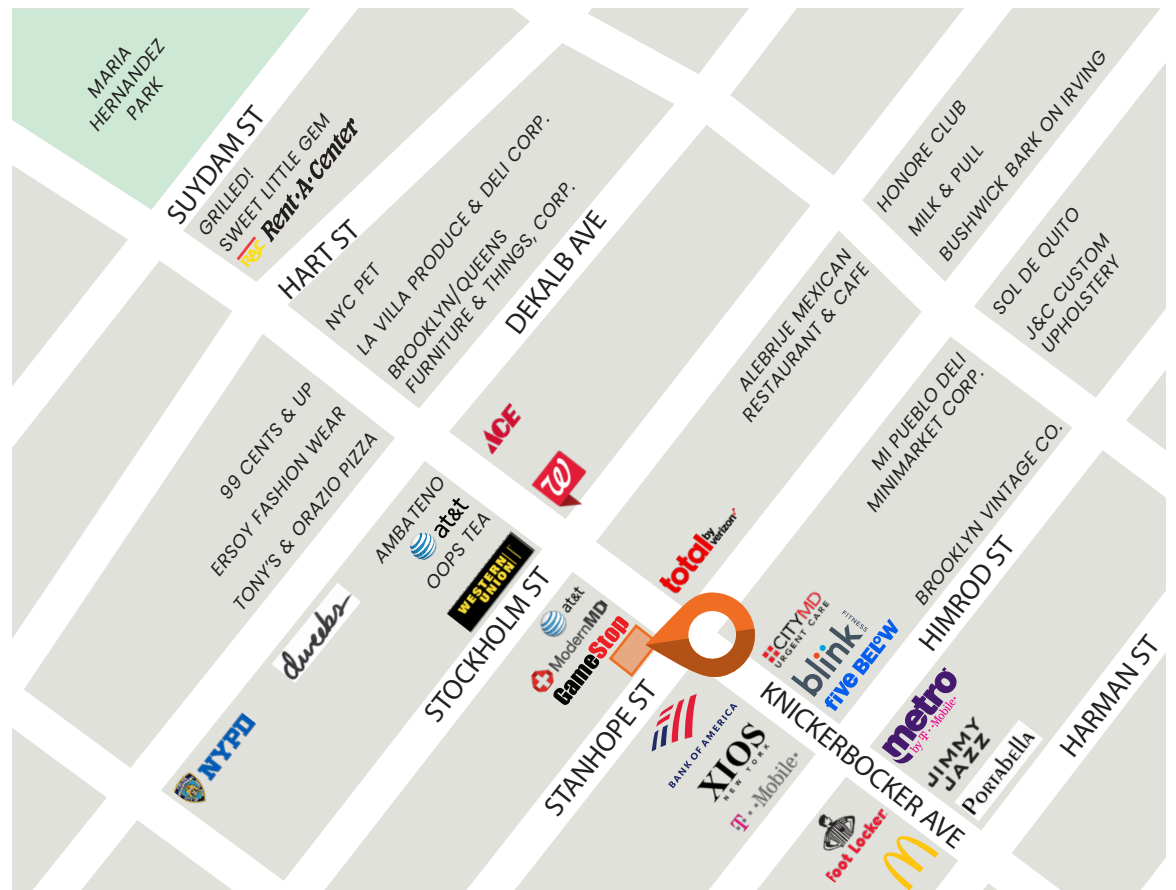 MARIA
HERNANDEZ
PARK
SUYDAM ST
GRILLED!
SWEET LITTLE GEM
RAC Rent-A-Center
HART ST
NYC PET
LA VILLA PRODUCE & DELI CORP.
BROOKLYN/QUEENS
FURNITURE & THINGS, CORP.
DEKALB AVE
HONORE CLUB
MILK & PULL
BUSHWICK BARK ON IRVING
SOL DE QUITO
J&C CUSTOM
UPHOLSTERY
ALEBRIJE MEXICAN
RESTAURANT & CAFE
MI PUEBLO DELI
MINIMARKET CORP.
BROOKLYN VINTAGE CO.
99 CENTS & UP
ERSOY FASHION WEAR
TONY'S & ORAZIO PIZZA
ACE
W
AMBATENO
at&t
OOPS TEA
WESTERN
UNION
dweebs
NYPD
STOCKHOLM ST
at&t
ModernMD
GameStop
total by verizon
STANHOPE ST
CITYMD
URGENT CARE
blink
FITNESS
five BELOW
HIMROD ST
BANK OF AMERICA
XIOS
NEW YORK
T-Mobile
KNICKERBOCKER AVE
metro
by T-Mobile
JIMMY
JAZZ
PORTABELLA
HARMAN ST
Foot Locker
M